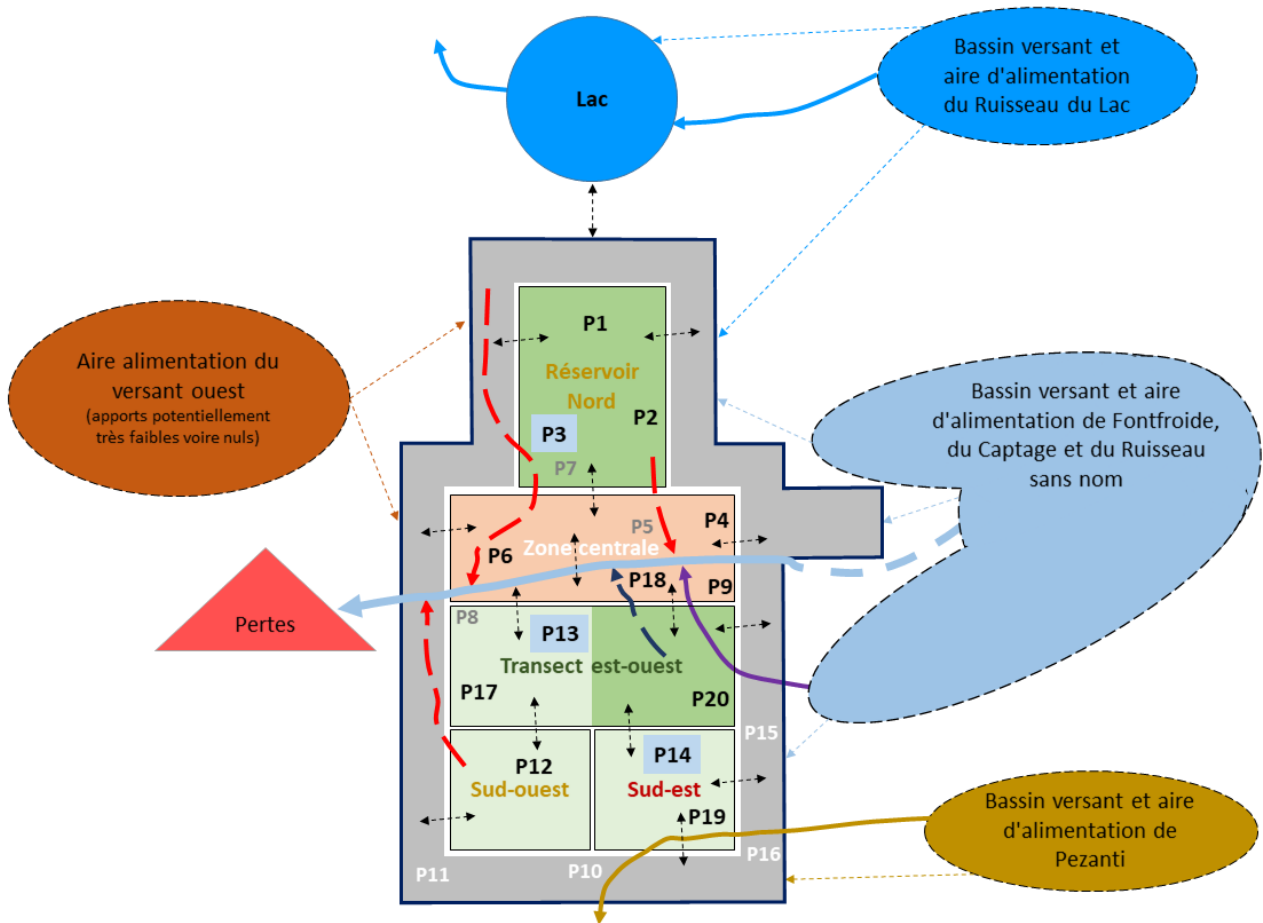 Lac
Bassin versant et
aire d'alimentation
du Ruisseau du Lac
Aire alimentation du
versant ouest
(apports potentiellement
très faibles voire nuls)
P1
Réservoir
Nord
P2
P3
P7
Bassin versant et aire
d'alimentation de Fontfroide,
du Captage et du Ruisseau
sans nom
P5
P4
Zone centrale
P6
P18
P9
Pertes
P8
P13
Transect est-ouest
P17
P20
P15
P12
P14
Sud-ouest
Sud-est
P19
P16
P11
P10
Bassin versant et aire
d'alimentation de
Pezanti